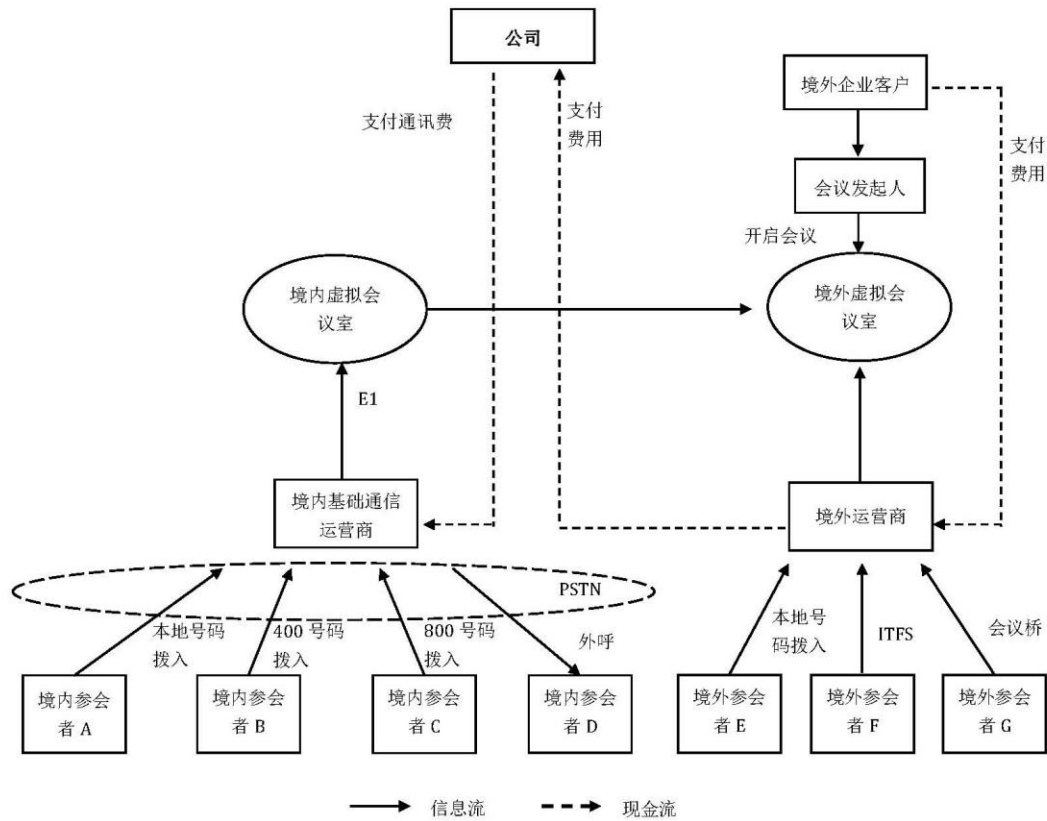 公司
境外企业客户
支付通讯费
支付
费用
支付
费用
会议发起人
开启会议
境内虚拟会
议室
境外虚拟会
议室
E1
境内基础通信
运营商
境外运营商
PSTN
本地号码
拨入
400 号码
拨入
800 号码
拨入
外呼
本地号
码拨入
ITFS
会议桥
境内参会
者 A
境内参会
者 B
境内参会
者 C
境内参会
者 D
境外参会
者 E
境外参会
者 F
境外参会
者 G
信息流
现金流